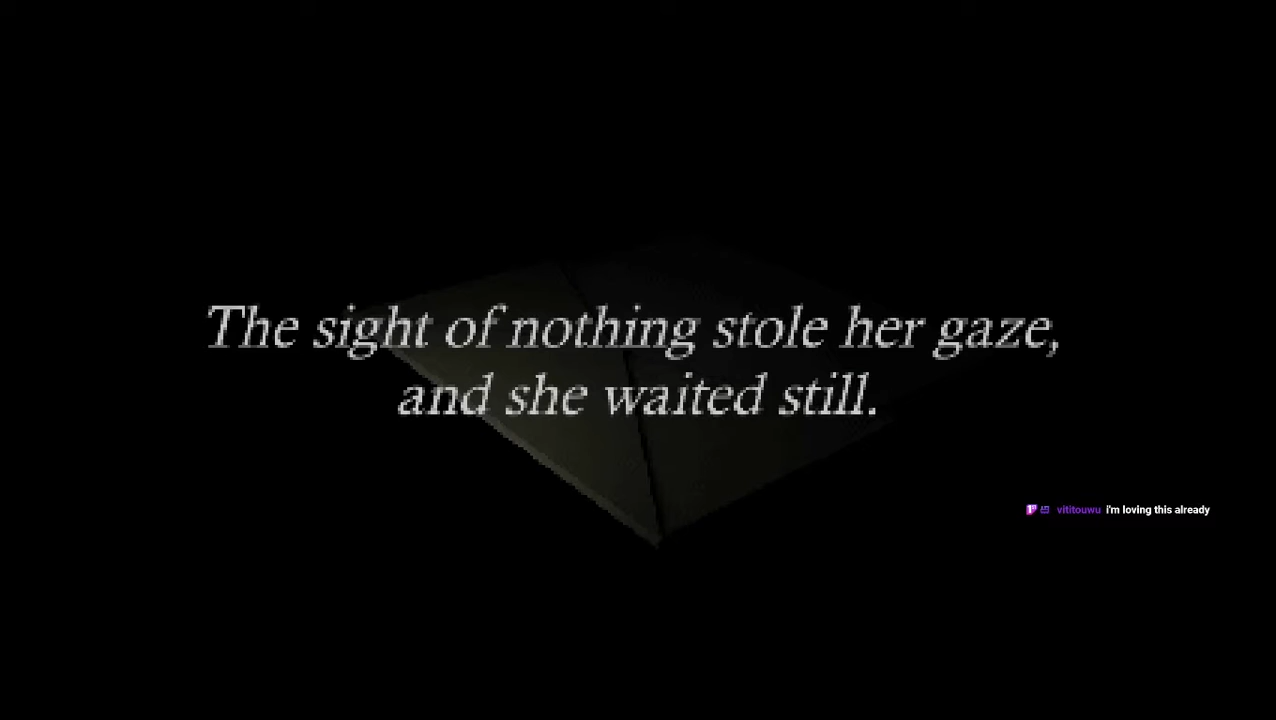 The sight of nothing stole her gaze,
and she waited still.
vititouwu i'm loving this already